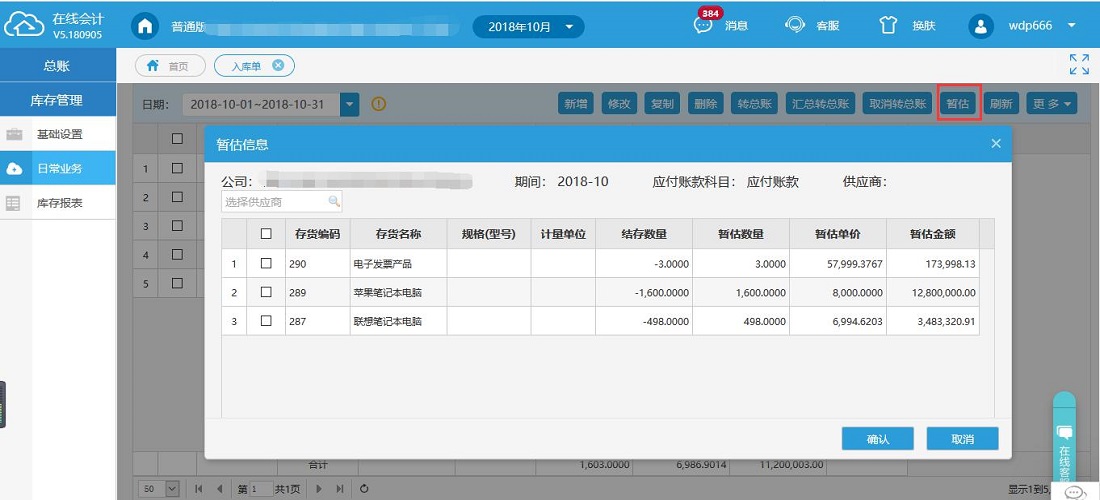 在线会计 普通版 2018年10月 384 消息 客服 换肤 wdp666
V5.180905
总账 首页 入库单
库存管理 日期: 2018-10-01~2018-10-31 新增 修改 复制 删除 转总账 汇总转总账 取消转总账 暂估 刷新 更多
基础设置
日常业务
库存报表
1
2
3
4
5
暂估信息
公司: 期间: 2018-10 应付账款科目: 应付账款 供应商:
选择供应商
存货编码 存货名称 规格(型号) 计量单位 结存数量 暂估数量 暂估单价 暂估金额
1 290 电子发票产品 -3.0000 3.0000 57,999.3767 173,998.13
2 289 苹果笔记本电脑 -1,600.0000 1,600.0000 8,000.0000 12,800,000.00
3 287 联想笔记本电脑 -498.0000 498.0000 6,994.6203 3,483,320.91
确认 取消
在线客服
合计 1,603.0000 6,986.9014 11,200,003.00
50 第 1 共1页 显示1到5,